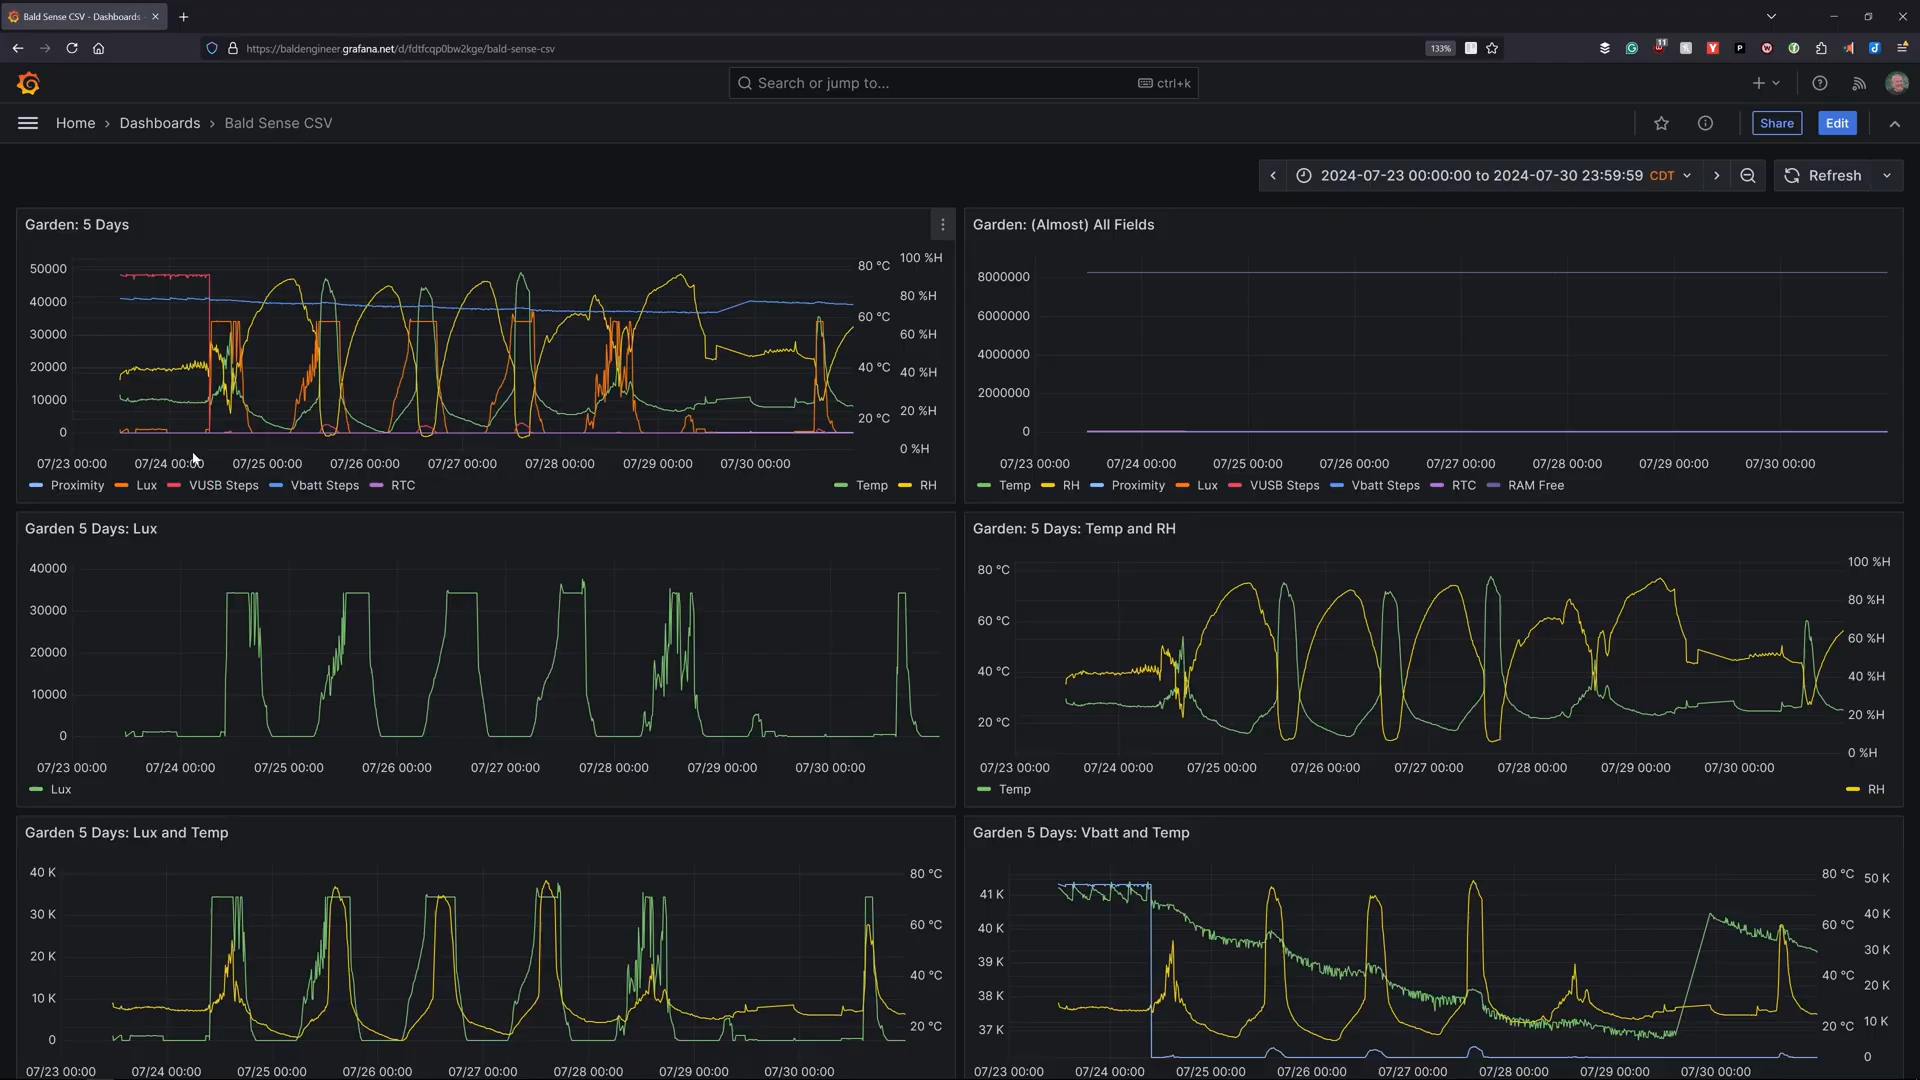 Bald Sense CSV - Dashboards
https://baldengineer.grafana.net/d/fdtfcqp0bw2kge/bald-sense-csv
133%
11
Search or jump to...
ctrl+k
Home › Dashboards › Bald Sense CSV
Share
Edit
2024-07-23 00:00:00 to 2024-07-30 23:59:59 CDT
Refresh
Garden: 5 Days
50000
40000
30000
20000
10000
0
80 °C
60 °C
40 °C
20 °C
100 %H
80 %H
60 %H
40 %H
20 %H
0 %H
07/23 00:00 07/24 00:00 07/25 00:00 07/26 00:00 07/27 00:00 07/28 00:00 07/29 00:00 07/30 00:00
Proximity Lux VUSB Steps Vbatt Steps RTC Temp RH
Garden: (Almost) All Fields
8000000
6000000
4000000
2000000
0
07/23 00:00 07/24 00:00 07/25 00:00 07/26 00:00 07/27 00:00 07/28 00:00 07/29 00:00 07/30 00:00
Temp RH Proximity Lux VUSB Steps Vbatt Steps RTC RAM Free
Garden 5 Days: Lux
40000
30000
20000
10000
0
07/23 00:00 07/24 00:00 07/25 00:00 07/26 00:00 07/27 00:00 07/28 00:00 07/29 00:00 07/30 00:00
Lux
Garden: 5 Days: Temp and RH
80 °C
60 °C
40 °C
20 °C
100 %H
80 %H
60 %H
40 %H
20 %H
0 %H
07/23 00:00 07/24 00:00 07/25 00:00 07/26 00:00 07/27 00:00 07/28 00:00 07/29 00:00 07/30 00:00
Temp RH
Garden 5 Days: Lux and Temp
40 K
30 K
20 K
10 K
0
80 °C
60 °C
40 °C
20 °C
07/23 00:00 07/24 00:00 07/25 00:00 07/26 00:00 07/27 00:00 07/28 00:00 07/29 00:00 07/30 00:00
Garden 5 Days: Vbatt and Temp
41 K
40 K
39 K
38 K
37 K
80 °C
60 °C
40 °C
20 °C
50 K
40 K
30 K
20 K
10 K
0
07/23 00:00 07/24 00:00 07/25 00:00 07/26 00:00 07/27 00:00 07/28 00:00 07/29 00:00 07/30 00:00